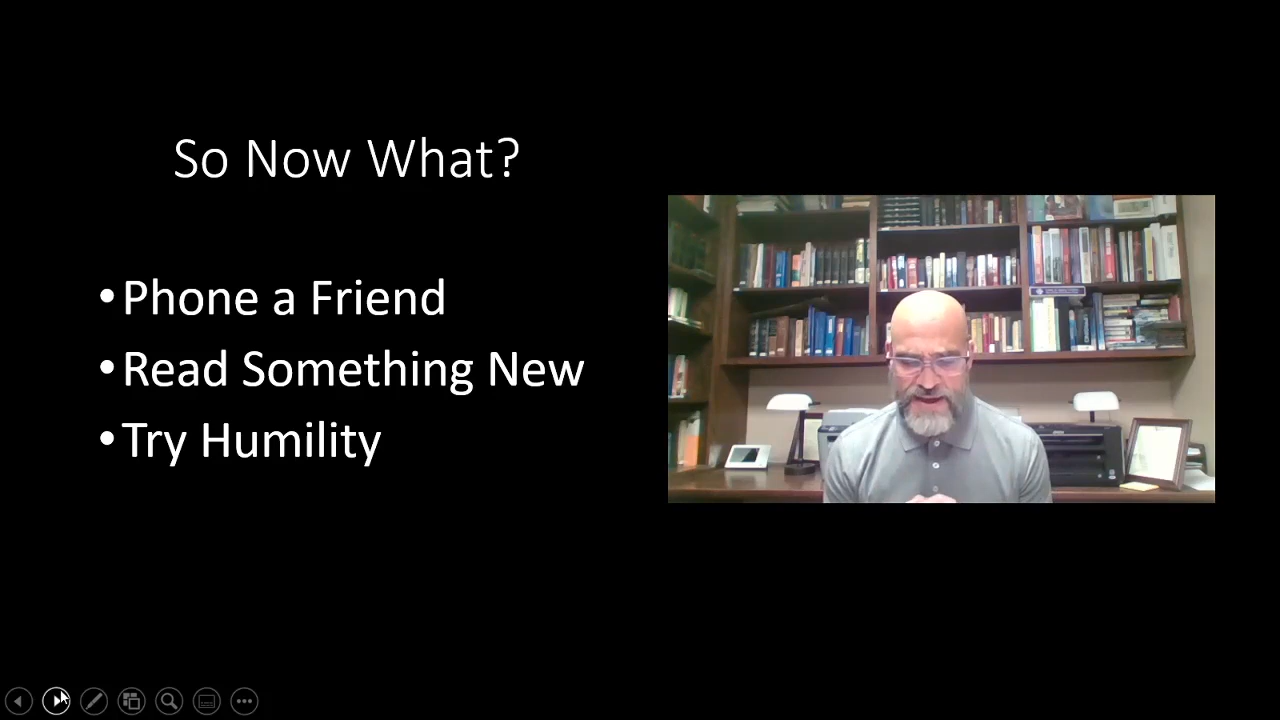 So Now What?
•Phone a Friend
•Read Something New
•Try Humility